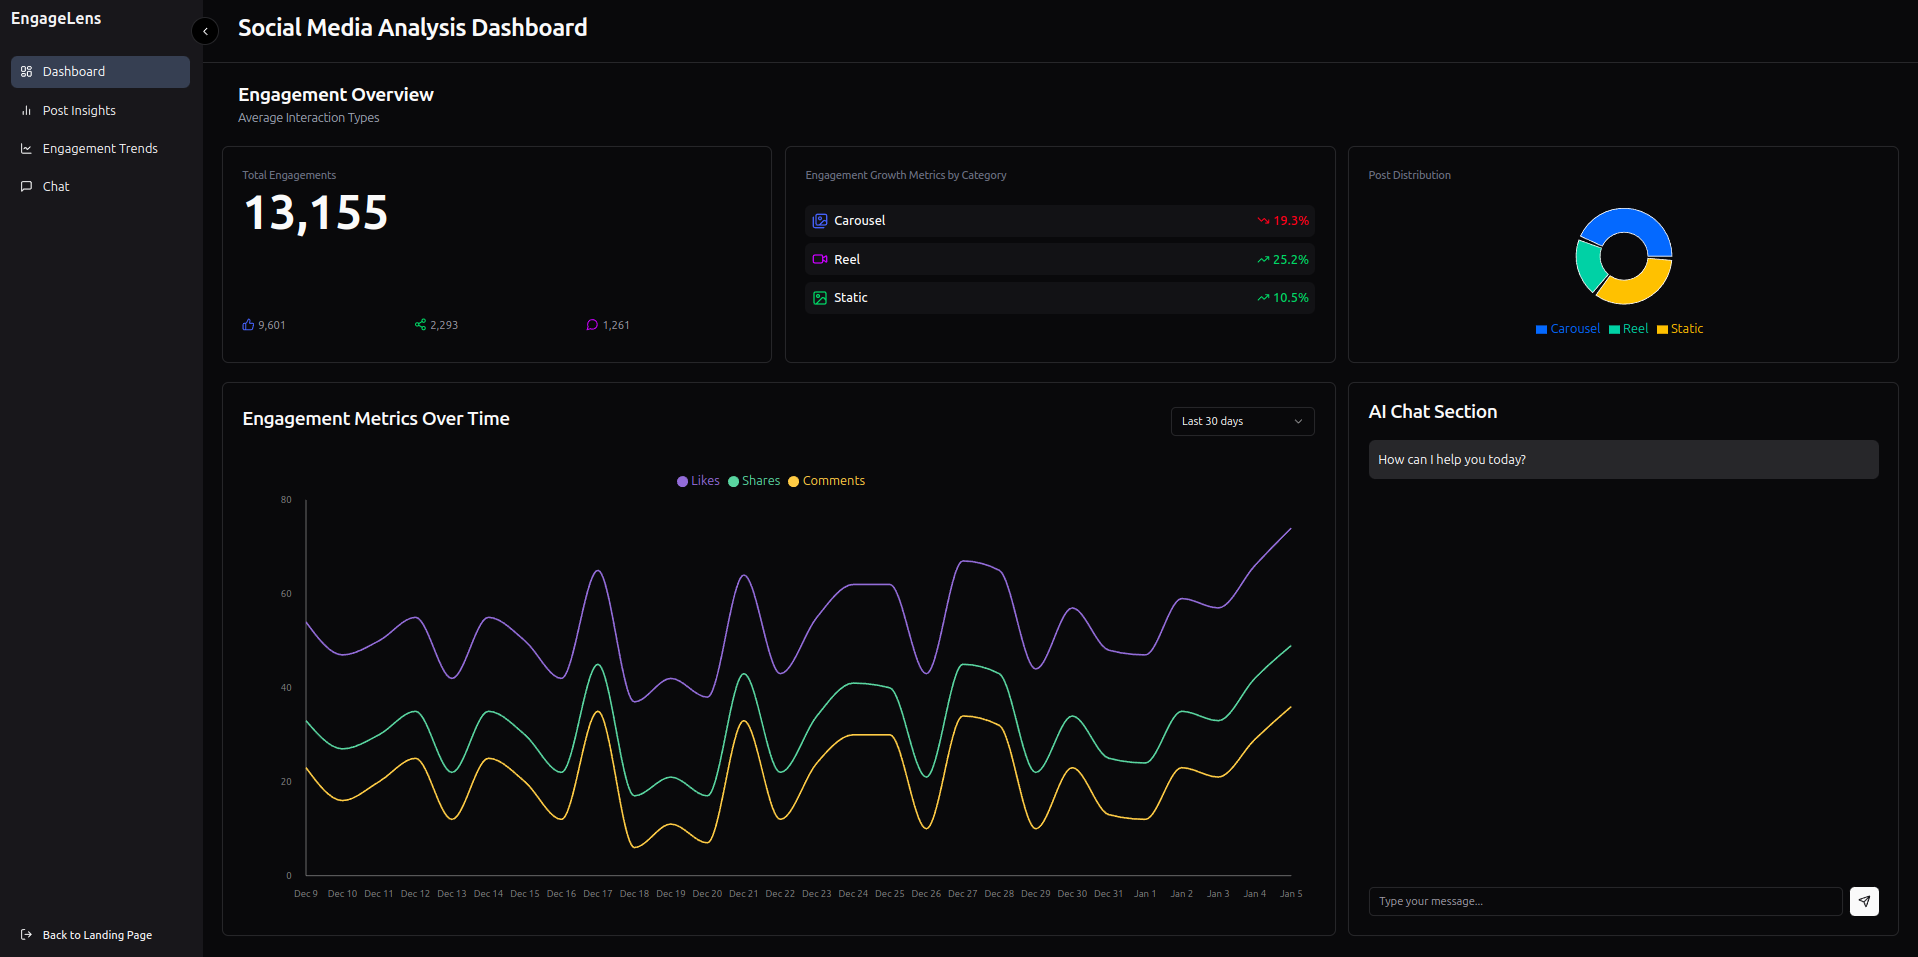 EngageLens
Dashboard
Post Insights
Engagement Trends
Chat
Back to Landing Page
Social Media Analysis Dashboard
Engagement Overview
Average Interaction Types
Total Engagements
13,155
9,601 2,293 1,261
Engagement Growth Metrics by Category
Carousel 19.3%
Reel 25.2%
Static 10.5%
Post Distribution
Carousel Reel Static
Engagement Metrics Over Time
Last 30 days
Likes Shares Comments
80
60
40
20
0
Dec 9 Dec 10 Dec 11 Dec 12 Dec 13 Dec 14 Dec 15 Dec 16 Dec 17 Dec 18 Dec 19 Dec 20 Dec 21 Dec 22 Dec 23 Dec 24 Dec 25 Dec 26 Dec 27 Dec 28 Dec 29 Dec 30 Dec 31 Jan 1 Jan 2 Jan 3 Jan 4 Jan 5
AI Chat Section
How can I help you today?
Type your message...